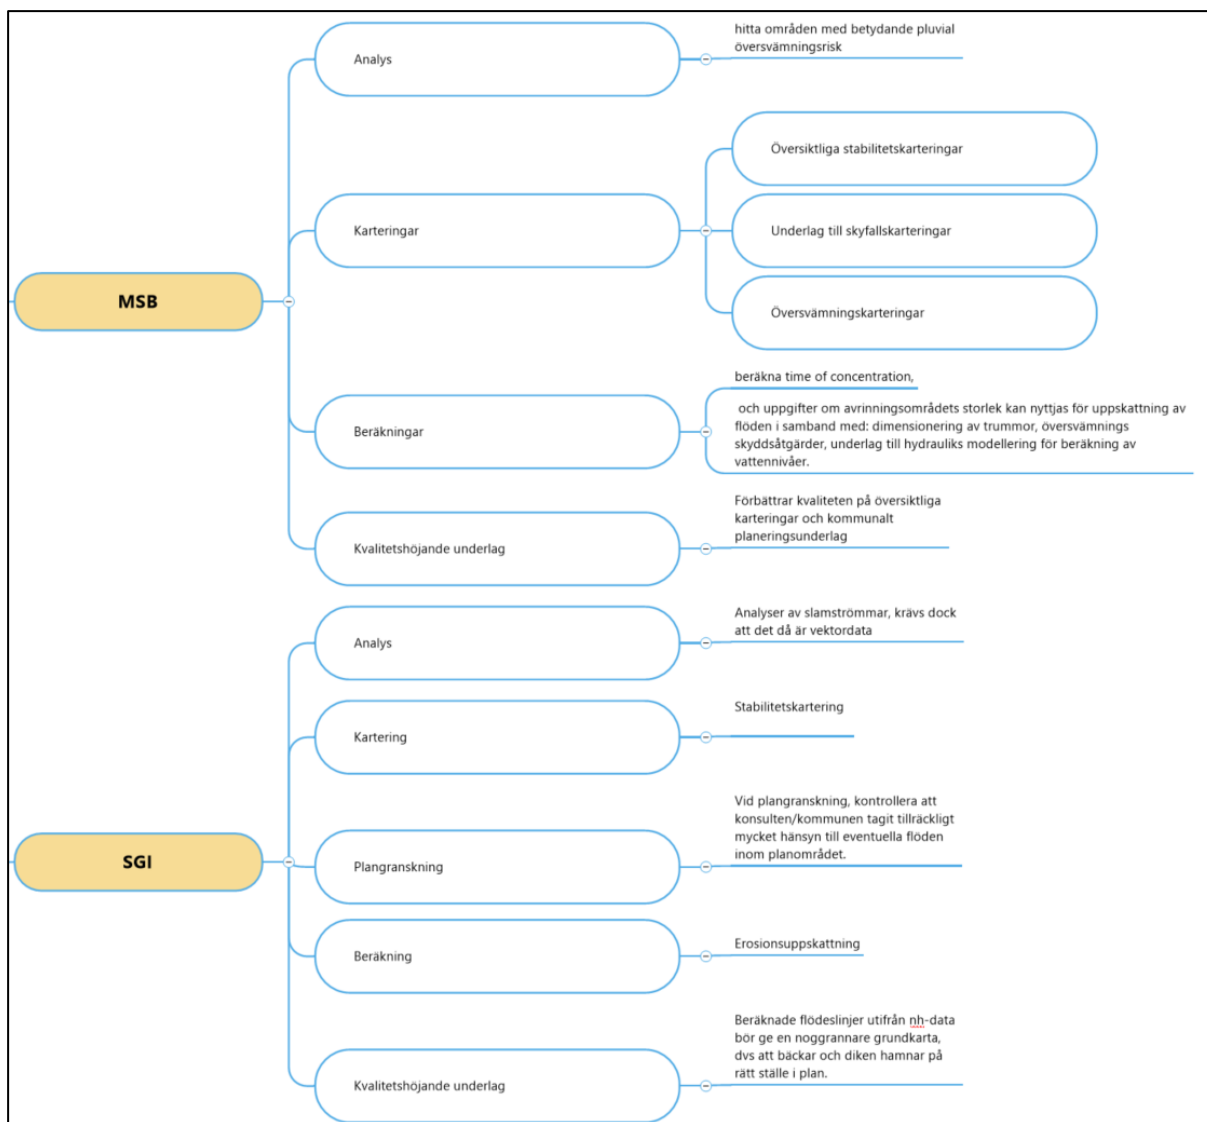 MSB
Analys
hitta områden med betydande pluvial
översvämningsrisk
Karteringar
Översiktliga stabilitetskarteringar
Underlag till skyfallskarteringar
Översvämningskarteringar
Beräkningar
beräkna time of concentration,
och uppgifter om avrinningsområdets storlek kan nyttjas för uppskattning av
flöden i samband med: dimensionering av trummor, översvämnings
skyddsåtgärder, underlag till hydrauliks modellering för beräkning av
vattennivåer.
Kvalitetshöjande underlag
Förbättrar kvaliteten på översiktliga
karteringar och kommunalt
planeringsunderlag
SGI
Analys
Analyser av slamströmmar, krävs dock
att det då är vektordata
Kartering
Stabilitetskartering
Plangranskning
Vid plangranskning, kontrollera att
konsulten/kommunen tagit tillräckligt
mycket hänsyn till eventuella flöden
inom planområdet.
Beräkning
Erosionsuppskattning
Kvalitetshöjande underlag
Beräknade flödeslinjer utifrån nh-data
bör ge en noggrannare grundkarta,
dvs att bäckar och diken hamnar på
rätt ställe i plan.